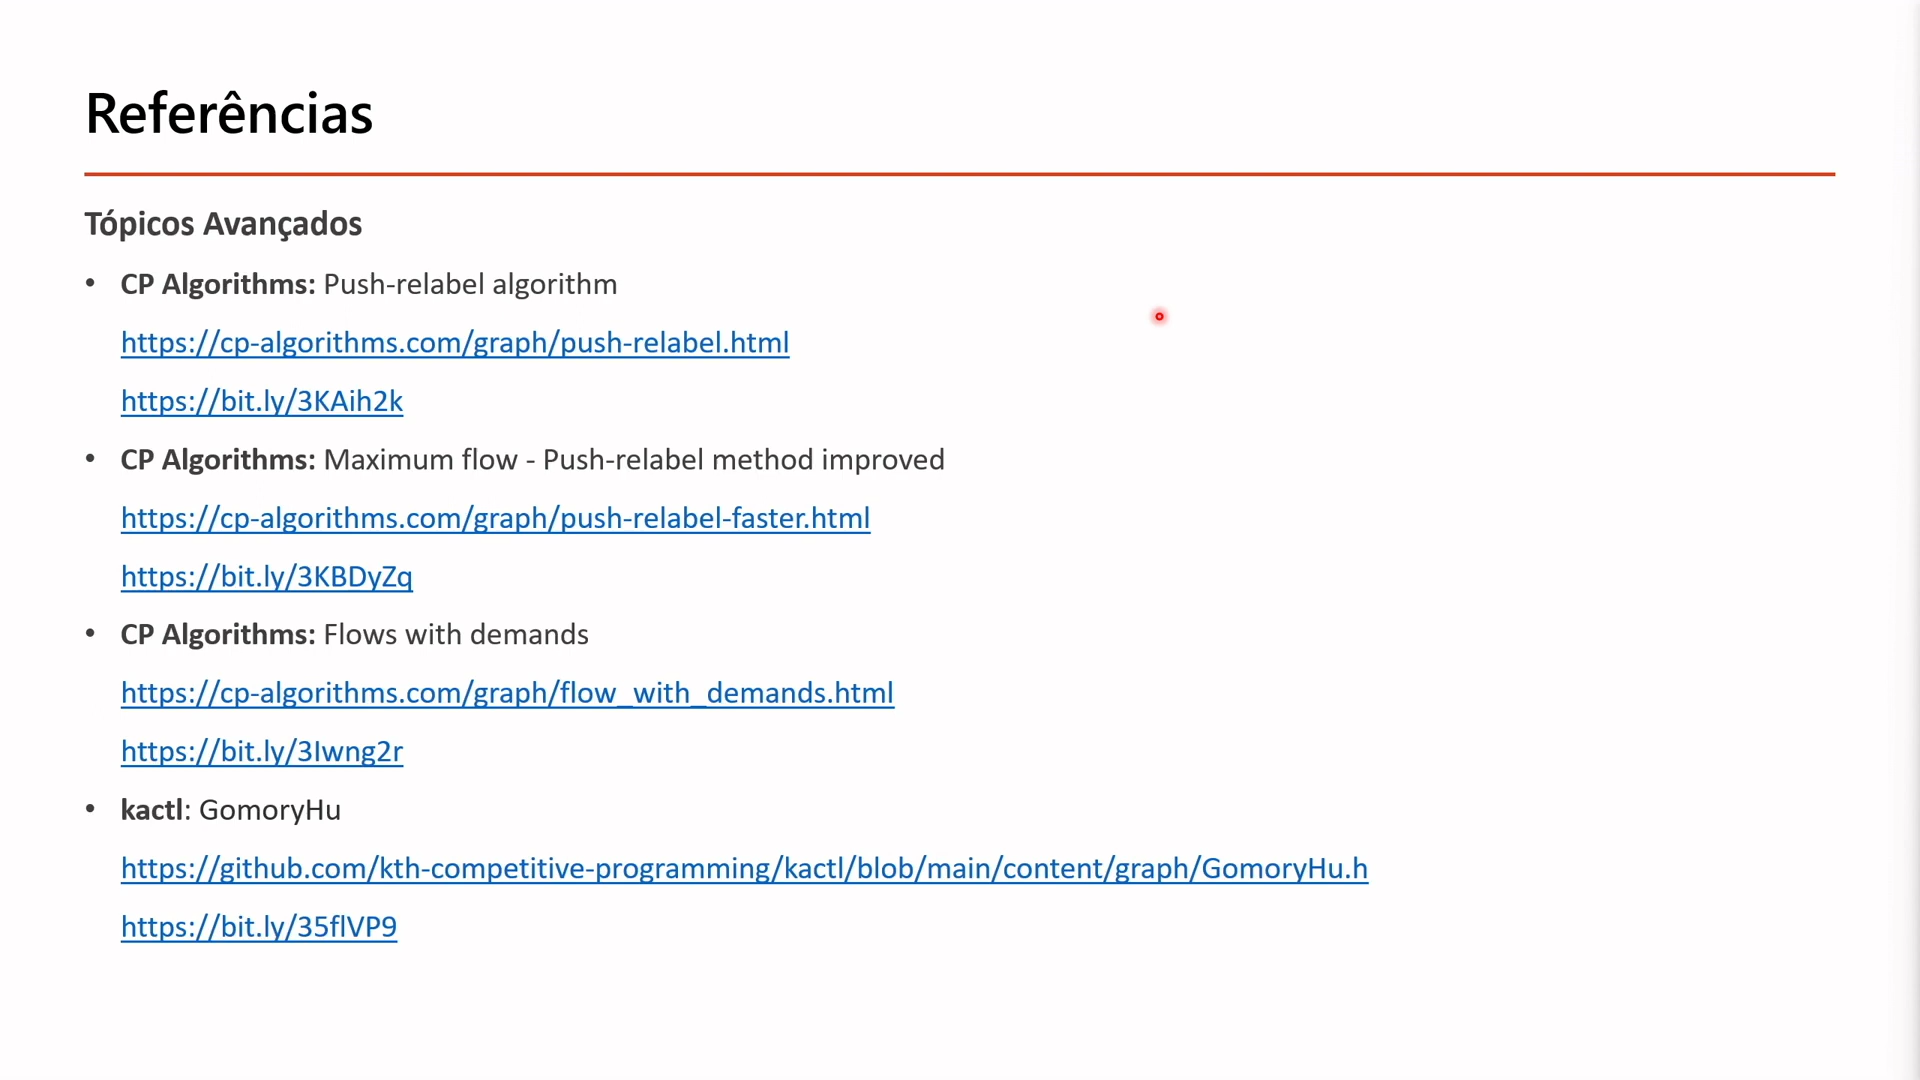 Referências
Tópicos Avançados
• CP Algorithms: Push-relabel algorithm
https://cp-algorithms.com/graph/push-relabel.html
https://bit.ly/3KAih2k
• CP Algorithms: Maximum flow - Push-relabel method improved
https://cp-algorithms.com/graph/push-relabel-faster.html
https://bit.ly/3KBDyZq
• CP Algorithms: Flows with demands
https://cp-algorithms.com/graph/flow_with_demands.html
https://bit.ly/3Iwng2r
• kactl: GomoryHu
https://github.com/kth-competitive-programming/kactl/blob/main/content/graph/GomoryHu.h
https://bit.ly/35flVP9